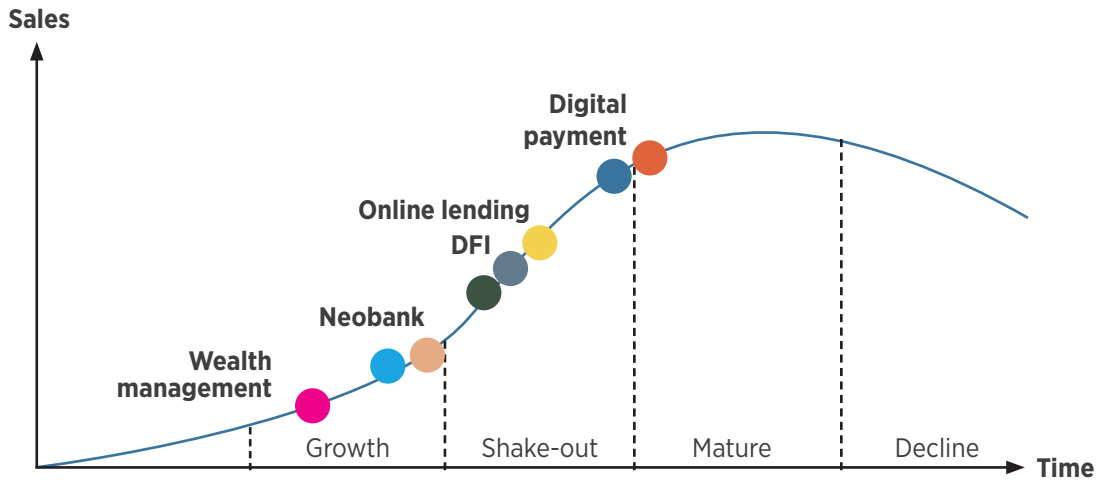 Sales
Digital
payment
Online lending
DFI
Neobank
Wealth
management
Growth
Shake-out
Mature
Decline
Time